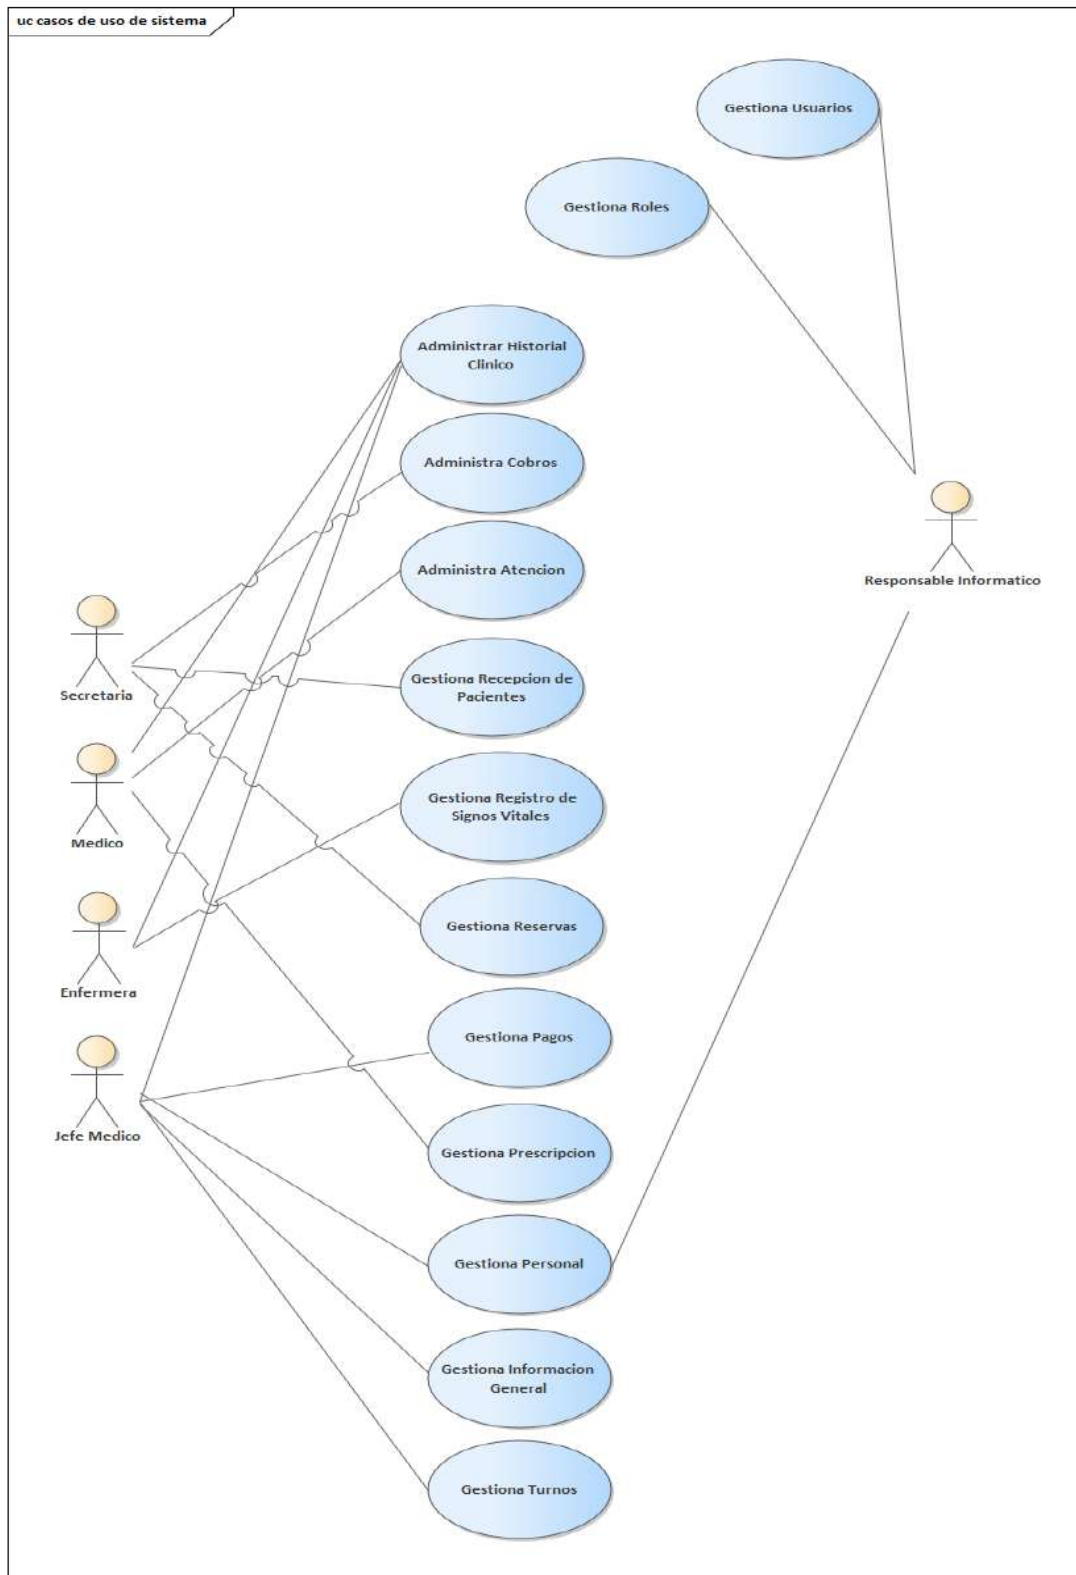 uc casos de uso de sistema
Gestiona Usuarios
Gestiona Roles
Administrar Historial
Clinico
Administra Cobros
Administra Atencion
Responsable Informatico
Secretaria
Gestiona Recepcion de
Pacientes
Medico
Gestiona Registro de
Signos Vitales
Gestiona Reservas
Enfermera
Gestiona Pagos
Jefe Medico
Gestiona Prescripcion
Gestiona Personal
Gestiona Informacion
General
Gestiona Turnos